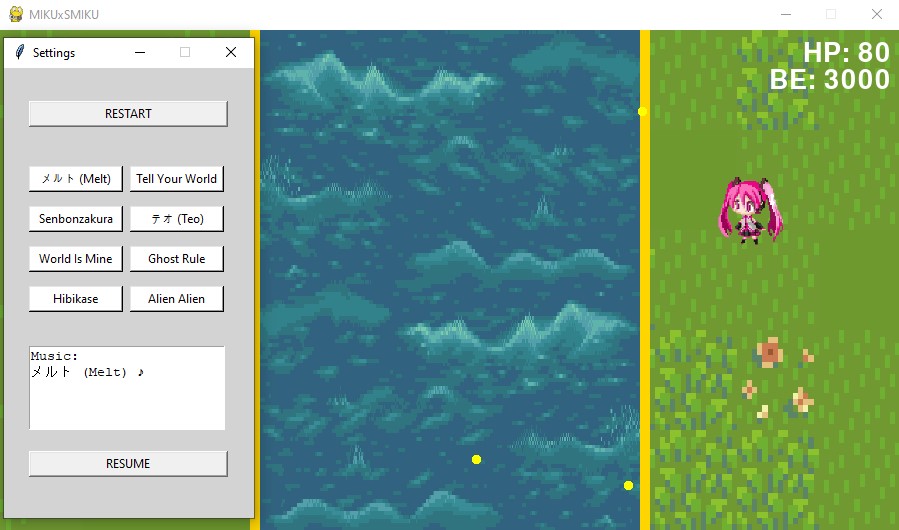 MIKUxSMIKU
Settings
HP: 80
BE: 3000
RESTART
メルト (Melt)
Tell Your World
Senbonzakura
テオ (Teo)
World Is Mine
Ghost Rule
Hibikase
Alien Alien
Music:
メルト (Melt) ♪
RESUME